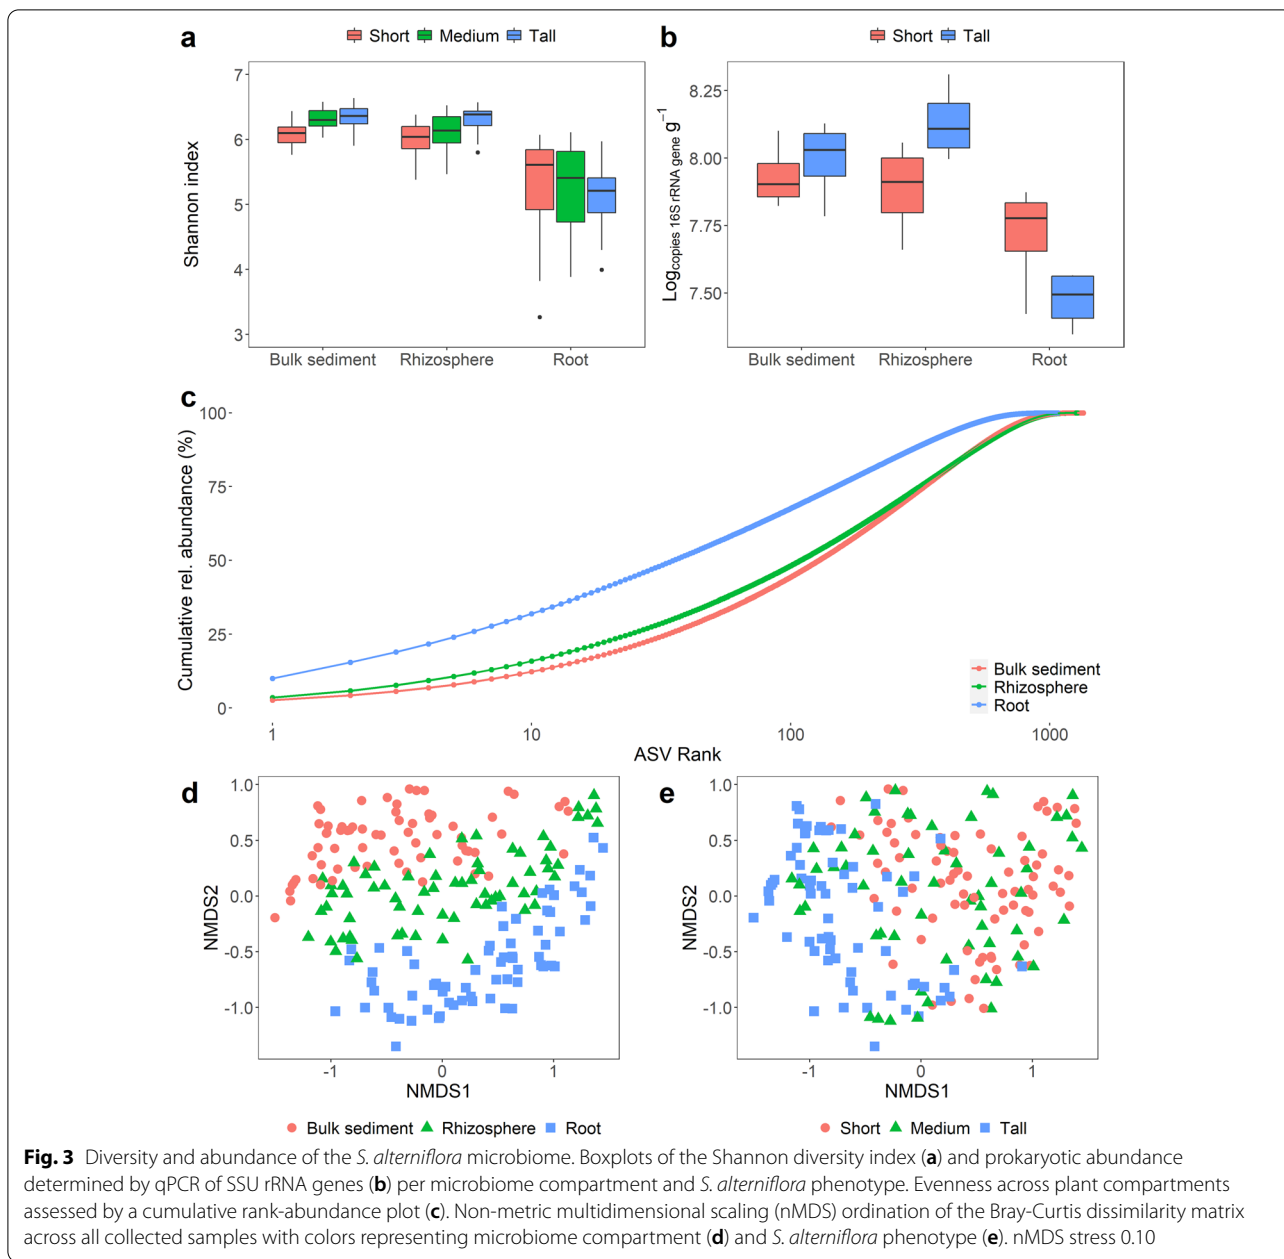 a
Short Medium Tall
7
6
5
4
3
Shannon index
Bulk sediment Rhizosphere Root
b
Short Tall
8.25
8.00
7.75
7.50
Log copies 16S rRNA gene g−1
Bulk sediment Rhizosphere Root
c
100
75
50
25
0
Cumulative rel. abundance (%)
Bulk sediment
Rhizosphere
Root
1 10 100 1000
ASV Rank
d
1.0
0.5
0.0
-0.5
-1.0
NMDS2
-1 0 1
NMDS1
Bulk sediment Rhizosphere Root
e
1.0
0.5
0.0
-0.5
-1.0
NMDS2
-1 0 1
NMDS1
Short Medium Tall
Fig. 3 Diversity and abundance of the S. alterniflora microbiome. Boxplots of the Shannon diversity index (a) and prokaryotic abundance
determined by qPCR of SSU rRNA genes (b) per microbiome compartment and S. alterniflora phenotype. Evenness across plant compartments
assessed by a cumulative rank-abundance plot (c). Non-metric multidimensional scaling (nMDS) ordination of the Bray-Curtis dissimilarity matrix
across all collected samples with colors representing microbiome compartment (d) and S. alterniflora phenotype (e). nMDS stress 0.10